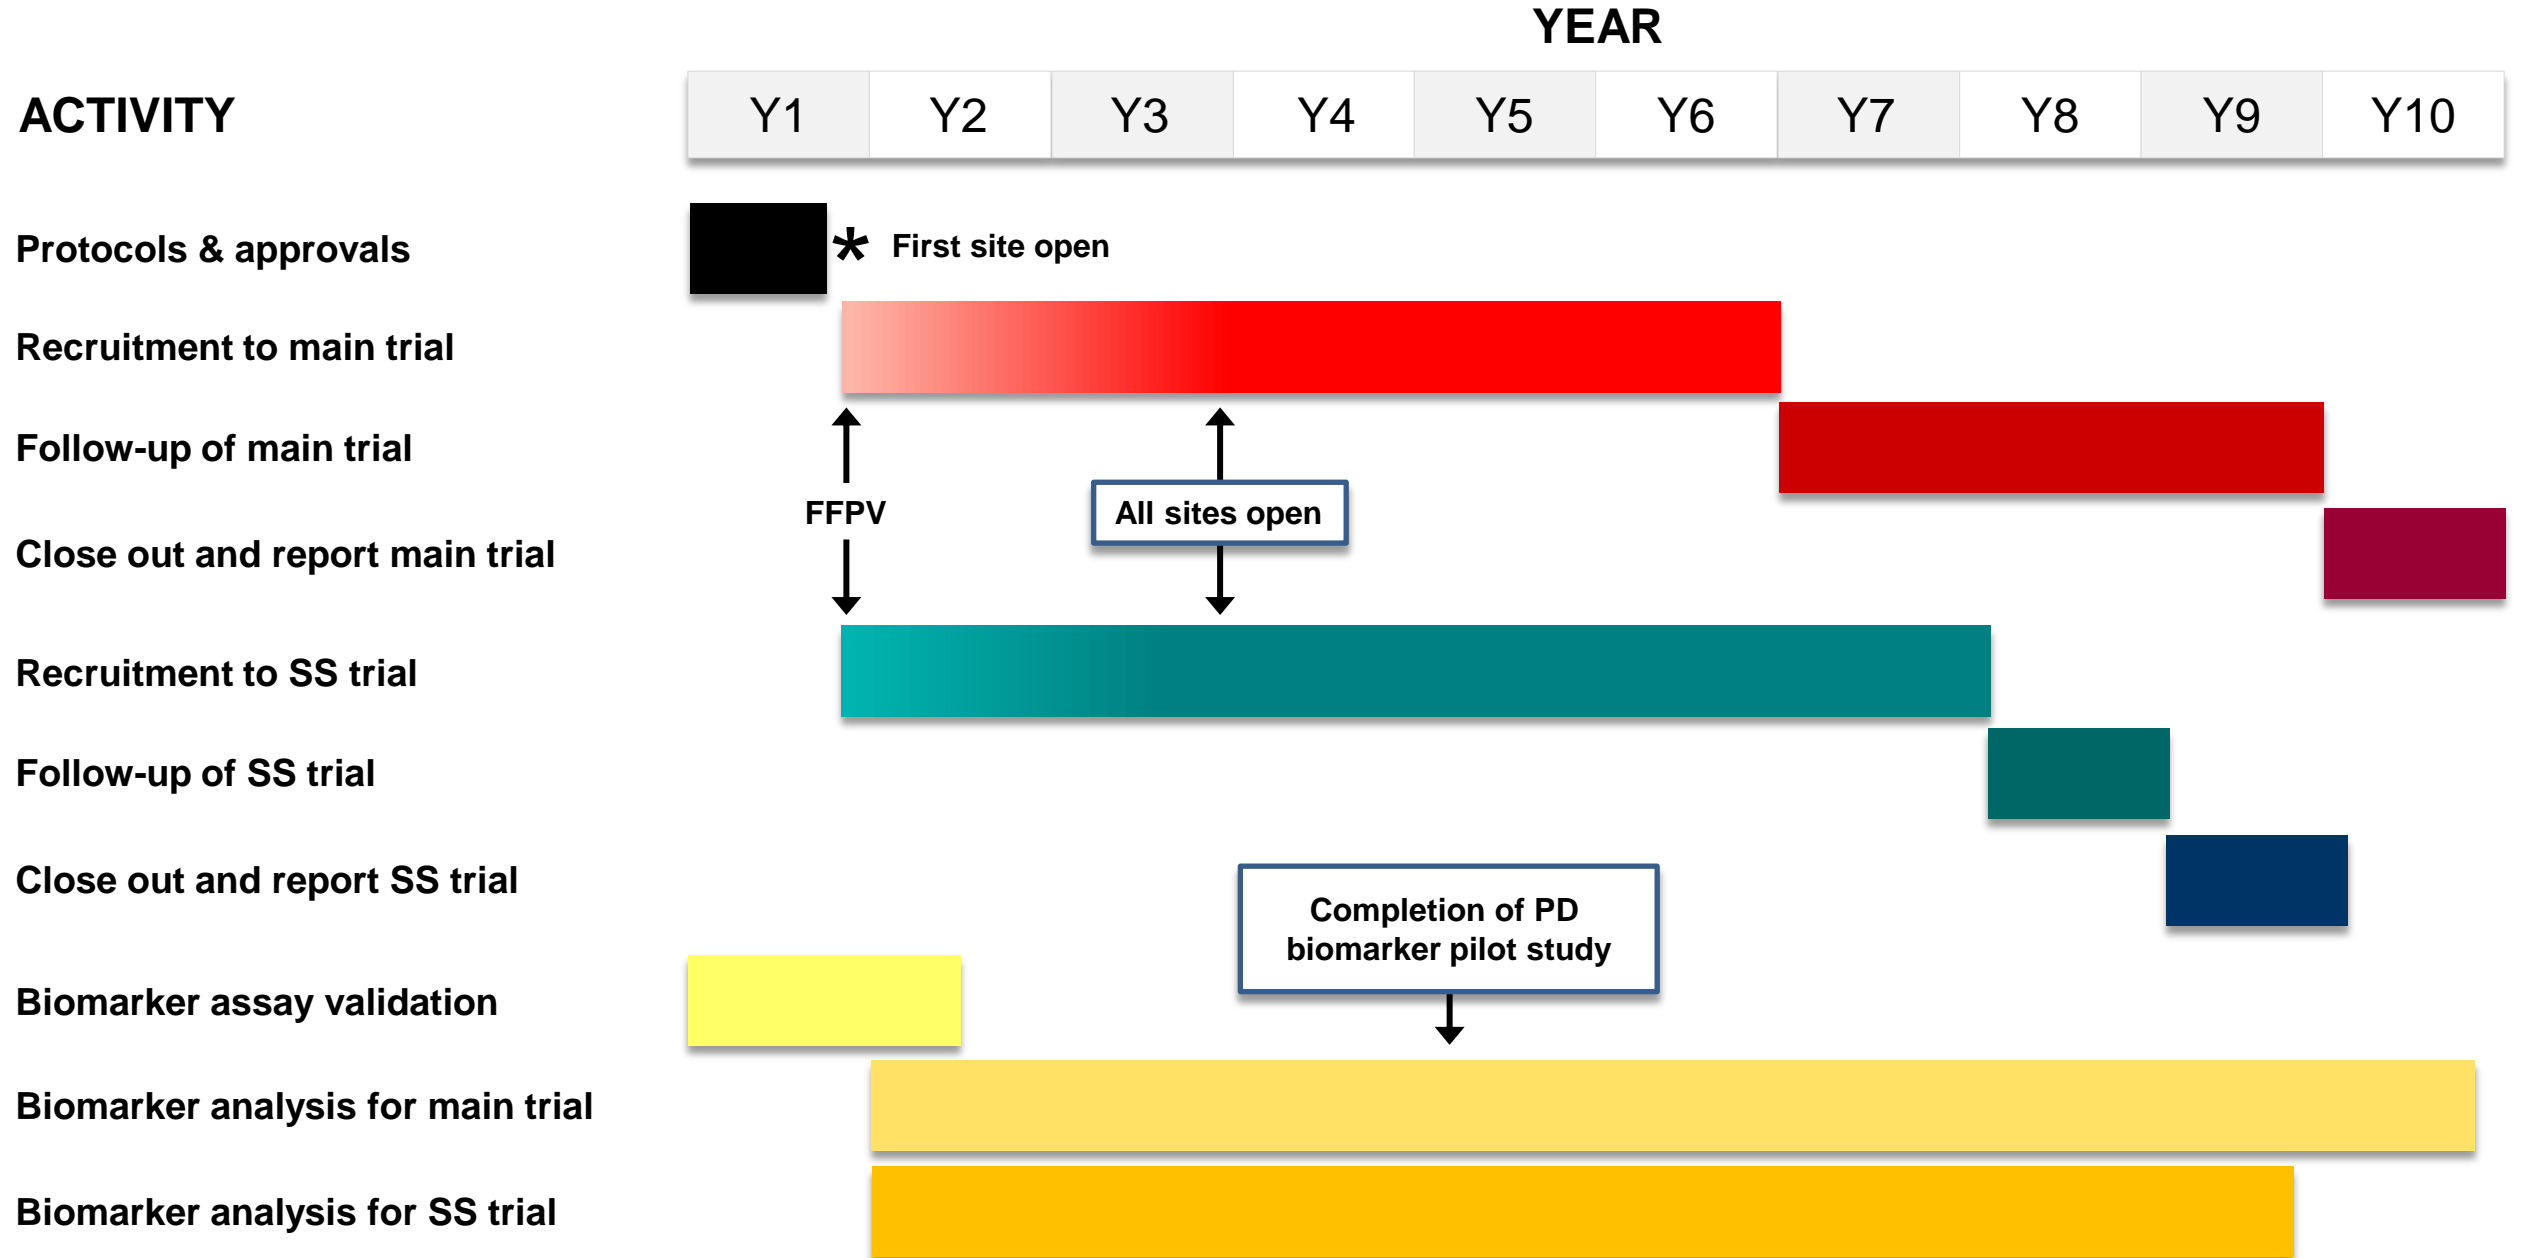 YEAR
ACTIVITY
Y1 Y2 Y3 Y4 Y5 Y6 Y7 Y8 Y9 Y10
Protocols & approvals
* First site open
Recruitment to main trial
Follow-up of main trial
FFPV
All sites open
Close out and report main trial
Recruitment to SS trial
Follow-up of SS trial
Close out and report SS trial
Completion of PD
biomarker pilot study
Biomarker assay validation
Biomarker analysis for main trial
Biomarker analysis for SS trial